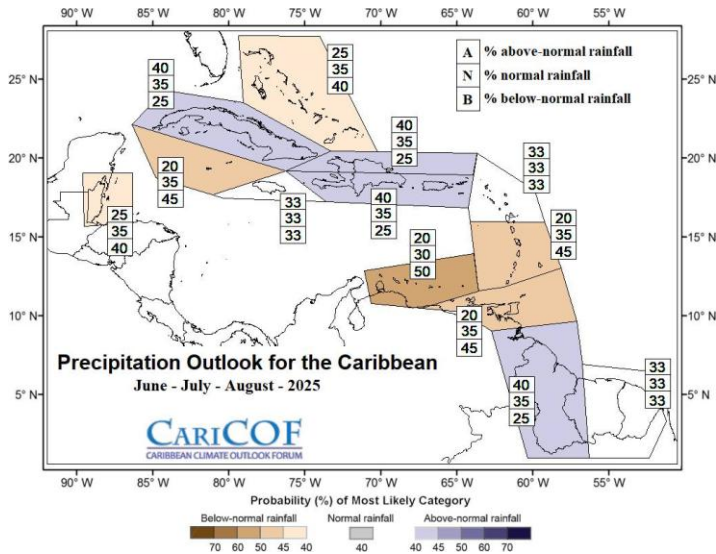 A % above-normal rainfall
N % normal rainfall
B % below-normal rainfall
25° N
20° N
15° N
10° N
5° N
25° N
20° N
15° N
10° N
5° N
40
35
25
25
35
40
40
35
25
33
33
33
20
35
45
25
35
40
33
33
33
40
35
25
20
30
50
20
35
45
20
35
45
40
35
25
33
33
33
Precipitation Outlook for the Caribbean
June - July - August - 2025
CARICOF
CARIBBEAN CLIMATE OUTLOOK FORUM
90° W 85° W 80° W 75° W 70° W 65° W 60° W 55° W
Probability (%) of Most Likely Category
Below-normal rainfall Normal rainfall Above-normal rainfall
70 60 50 45 40 40 40 45 50 60 70